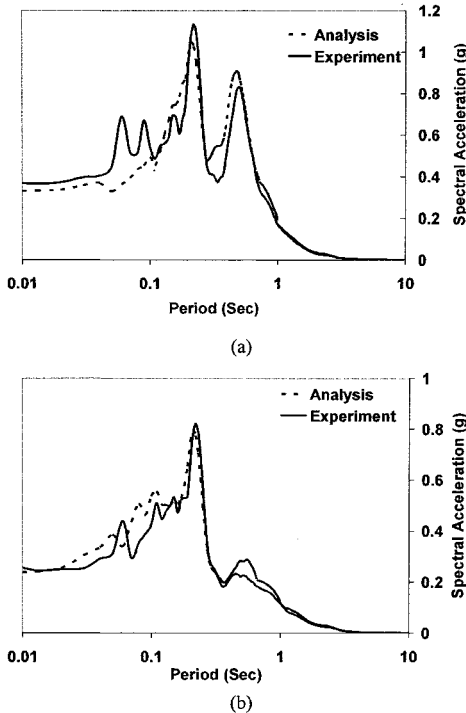 1.2
Analysis
Experiment
1
0.8
0.6
0.4
0.2
0
Spectral Acceleration (g)
0.01 0.1 1 10
Period (Sec)
(a)
1
Analysis
Experiment
0.8
0.6
0.4
0.2
0
Spectral Acceleration (g)
0.01 0.1 1 10
Period (Sec)
(b)